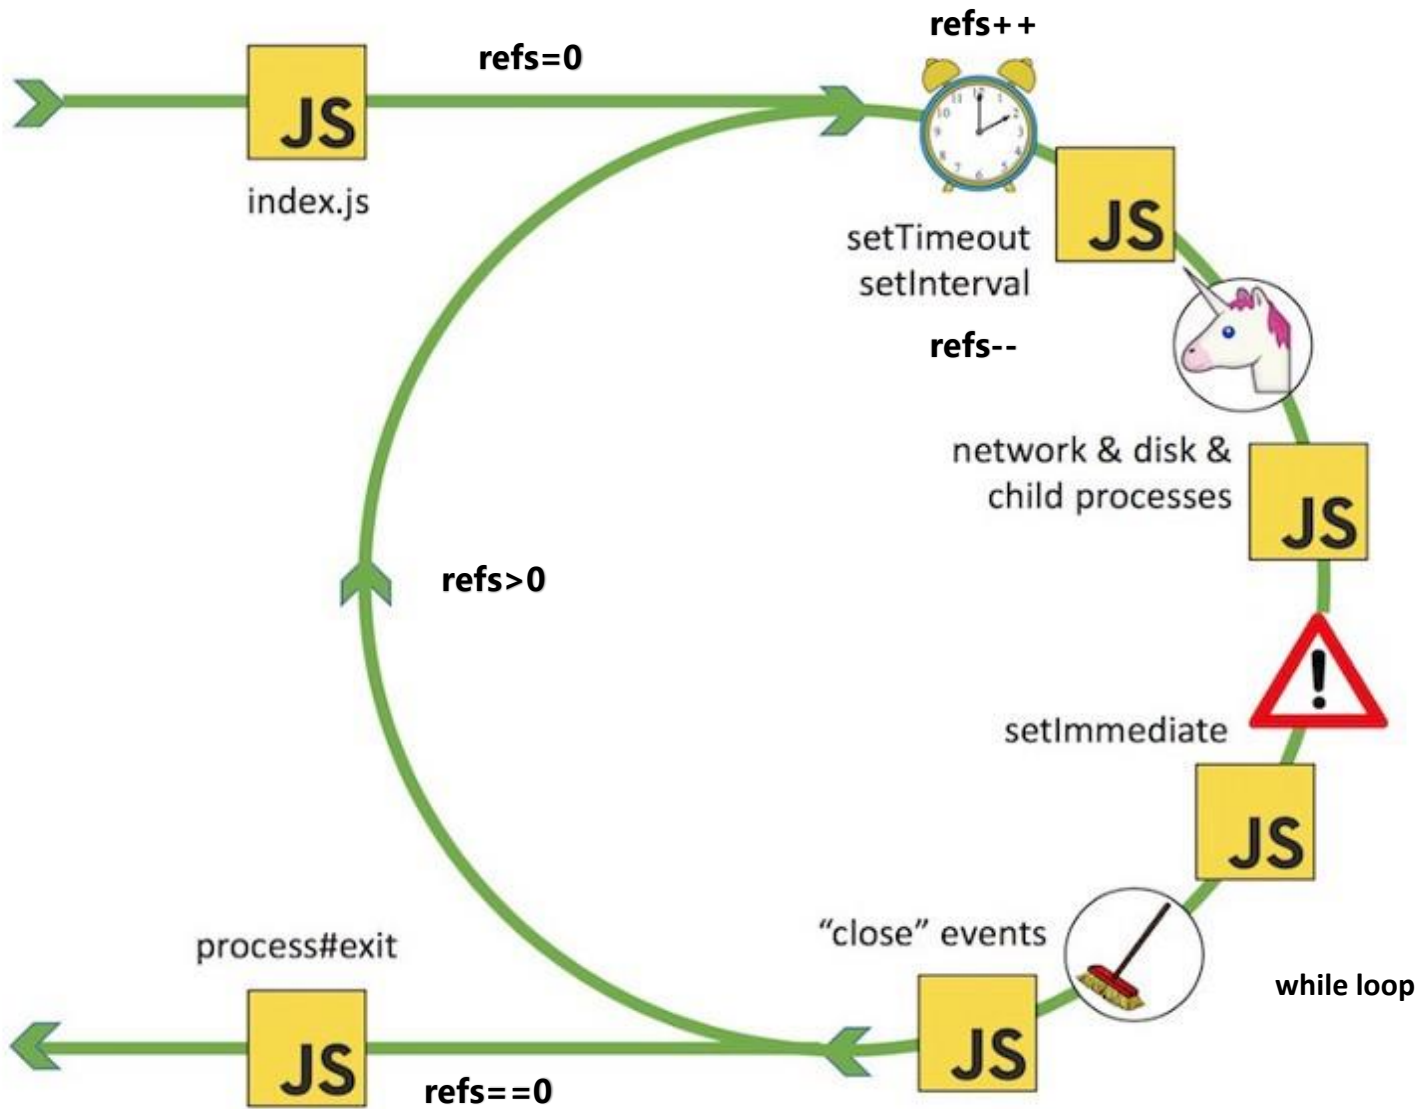 refs++
refs=0
JS
index.js
JS
setTimeout
setInterval
refs--
network & disk &
child processes
JS
refs>0
setImmediate
JS
"close" events
while loop
JS
process#exit
JS
refs==0